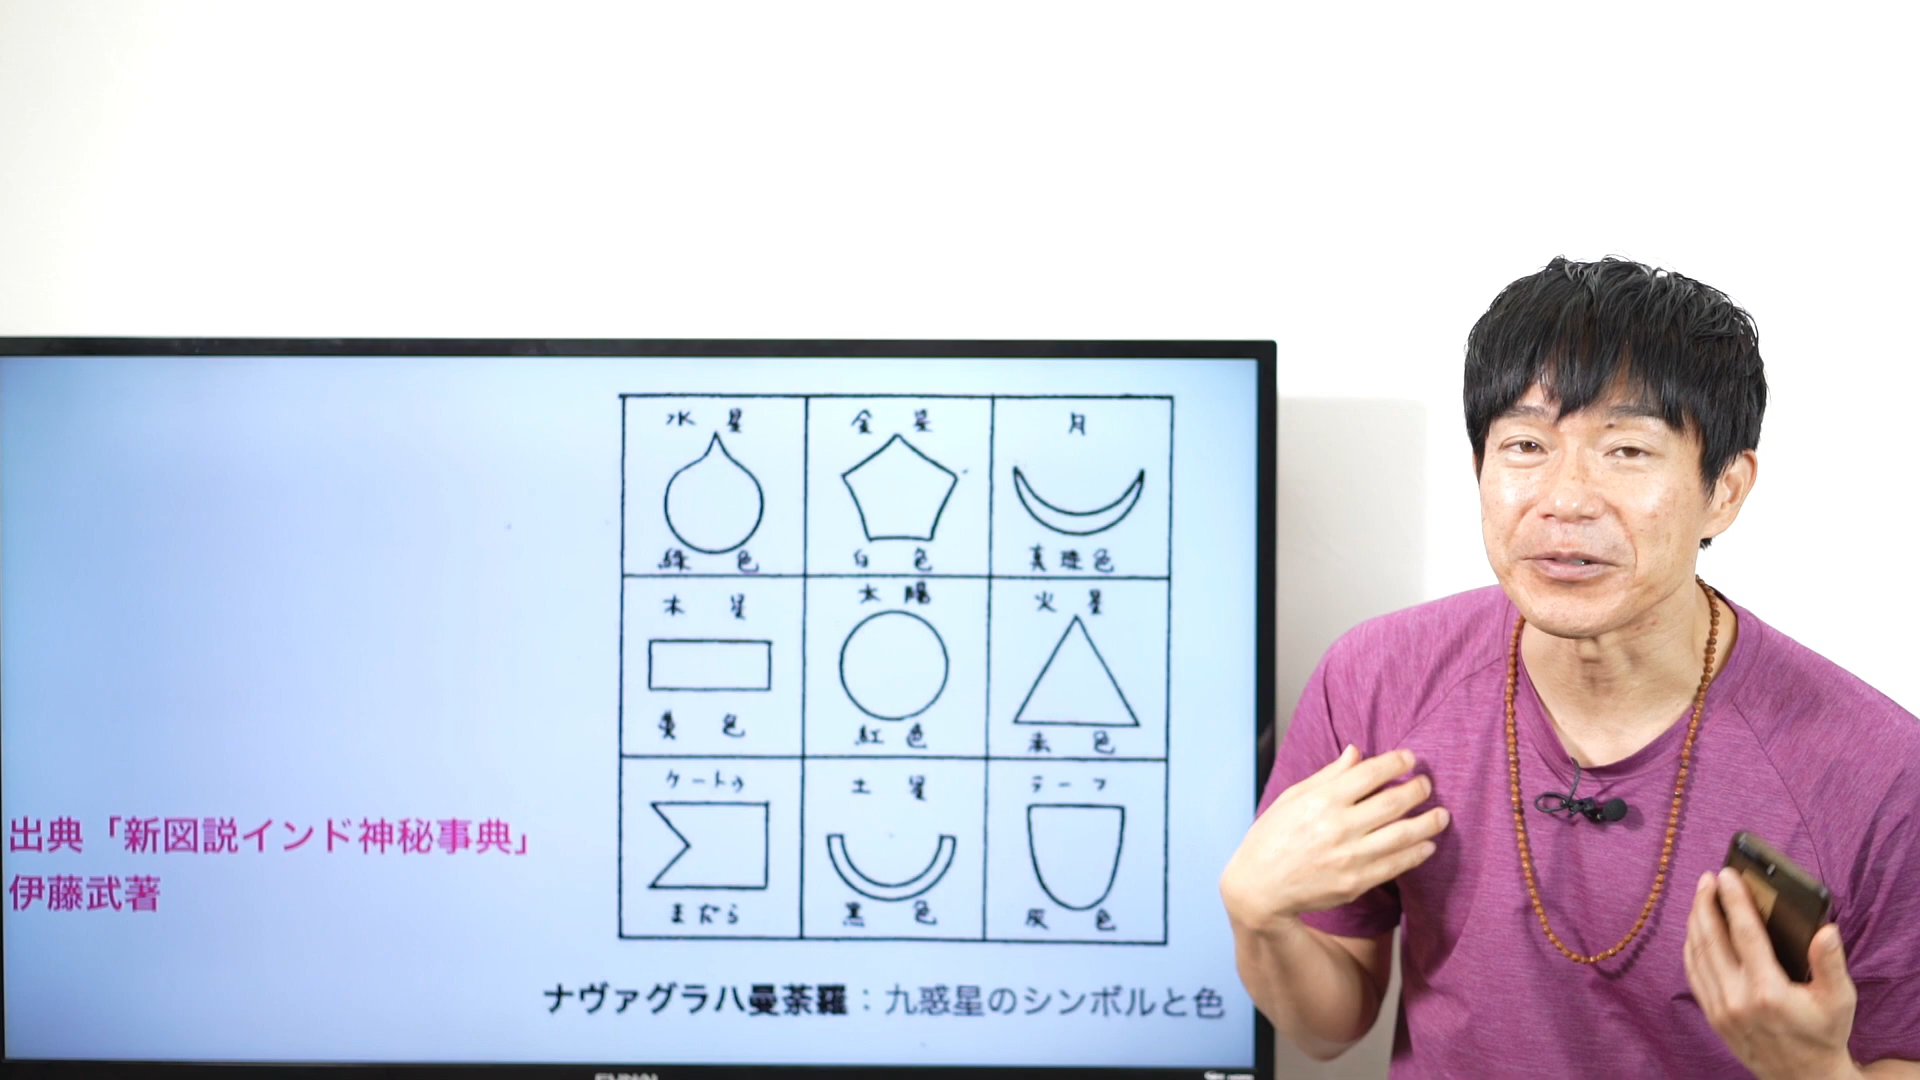 水星
金星
月
緑色
白色
真珠色
木星
太陽
火星
黄色
紅色
赤色
ケートゥ
土星
ラーフ
まだら
黒色
灰色
出典「新図説インド神秘事典」
伊藤武著
ナヴァグラハ曼荼羅：九惑星のシンボルと色